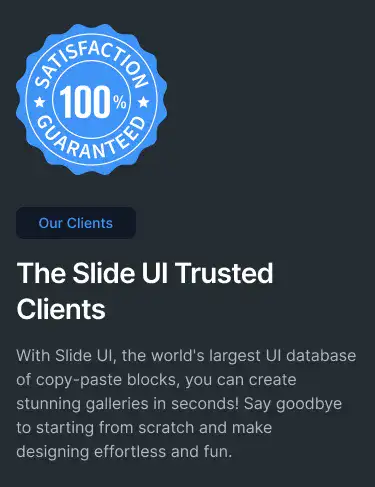 SATISFACTION
100%
GUARANTEED
Our Clients
The Slide UI Trusted
Clients
With Slide UI, the world's largest UI database
of copy-paste blocks, you can create
stunning galleries in seconds! Say goodbye
to starting from scratch and make
designing effortless and fun.